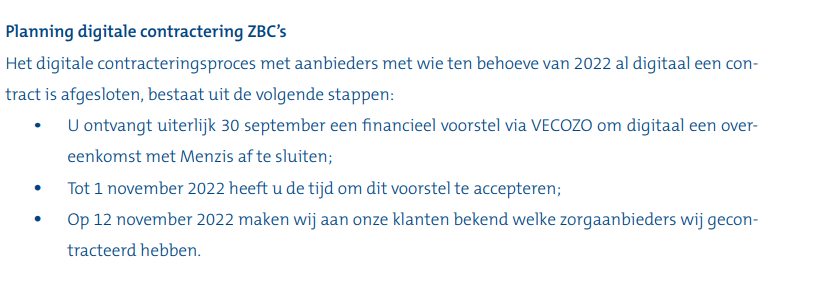 Planning digitale contractering ZBC’s
Het digitale contracteringsproces met aanbieders met wie ten behoeve van 2022 al digitaal een con-
tract is afgesloten, bestaat uit de volgende stappen:
• U ontvangt uiterlijk 30 september een financieel voorstel via VECOZO om digitaal een over-
eenkomst met Menzis af te sluiten;
• Tot 1 november 2022 heeft u de tijd om dit voorstel te accepteren;
• Op 12 november 2022 maken wij aan onze klanten bekend welke zorgaanbieders wij gecon-
tracteerd hebben.